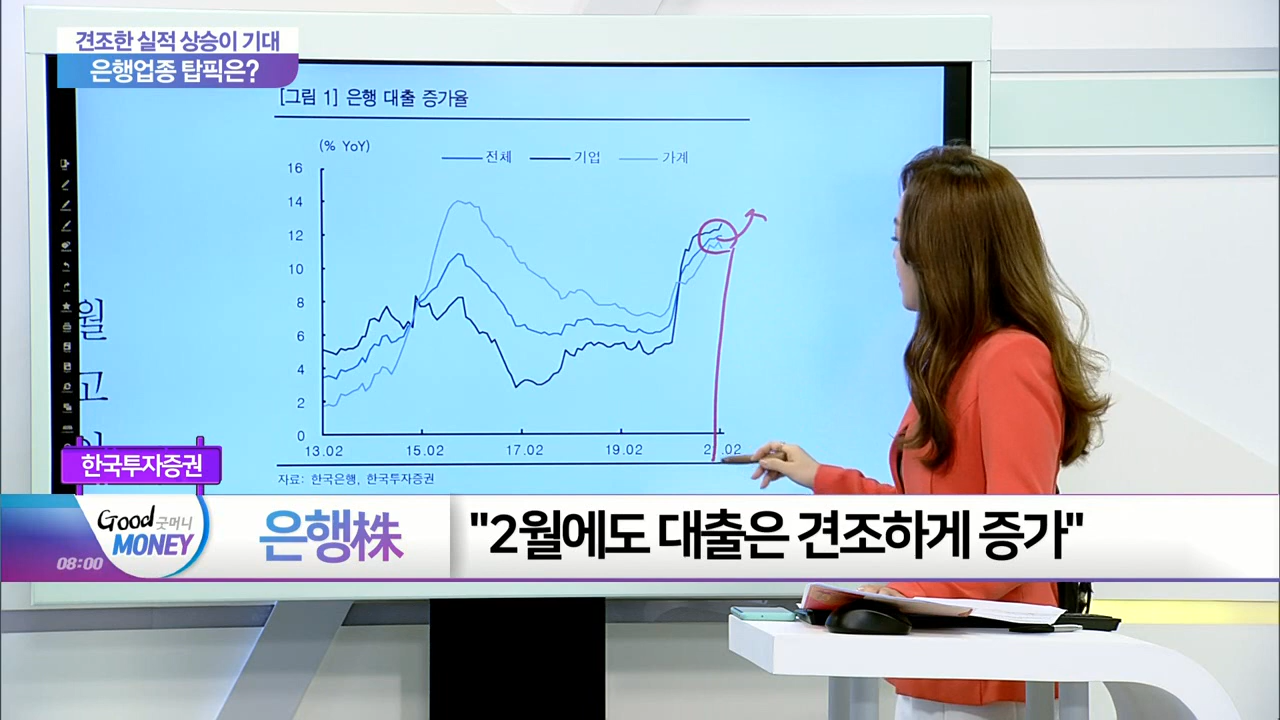 견조한 실적 상승이 기대
은행업종 탑픽은?
[그림 1] 은행 대출 증가율
(% YoY)
전체 기업 가계
16
14
12
10
8
6
4
2
0
13.02 15.02 17.02 19.02 21.02
자료: 한국은행, 한국투자증권
월
고
한국투자증권
Good 굿머니
MONEY
08:00
은행株
"2월에도 대출은 견조하게 증가"